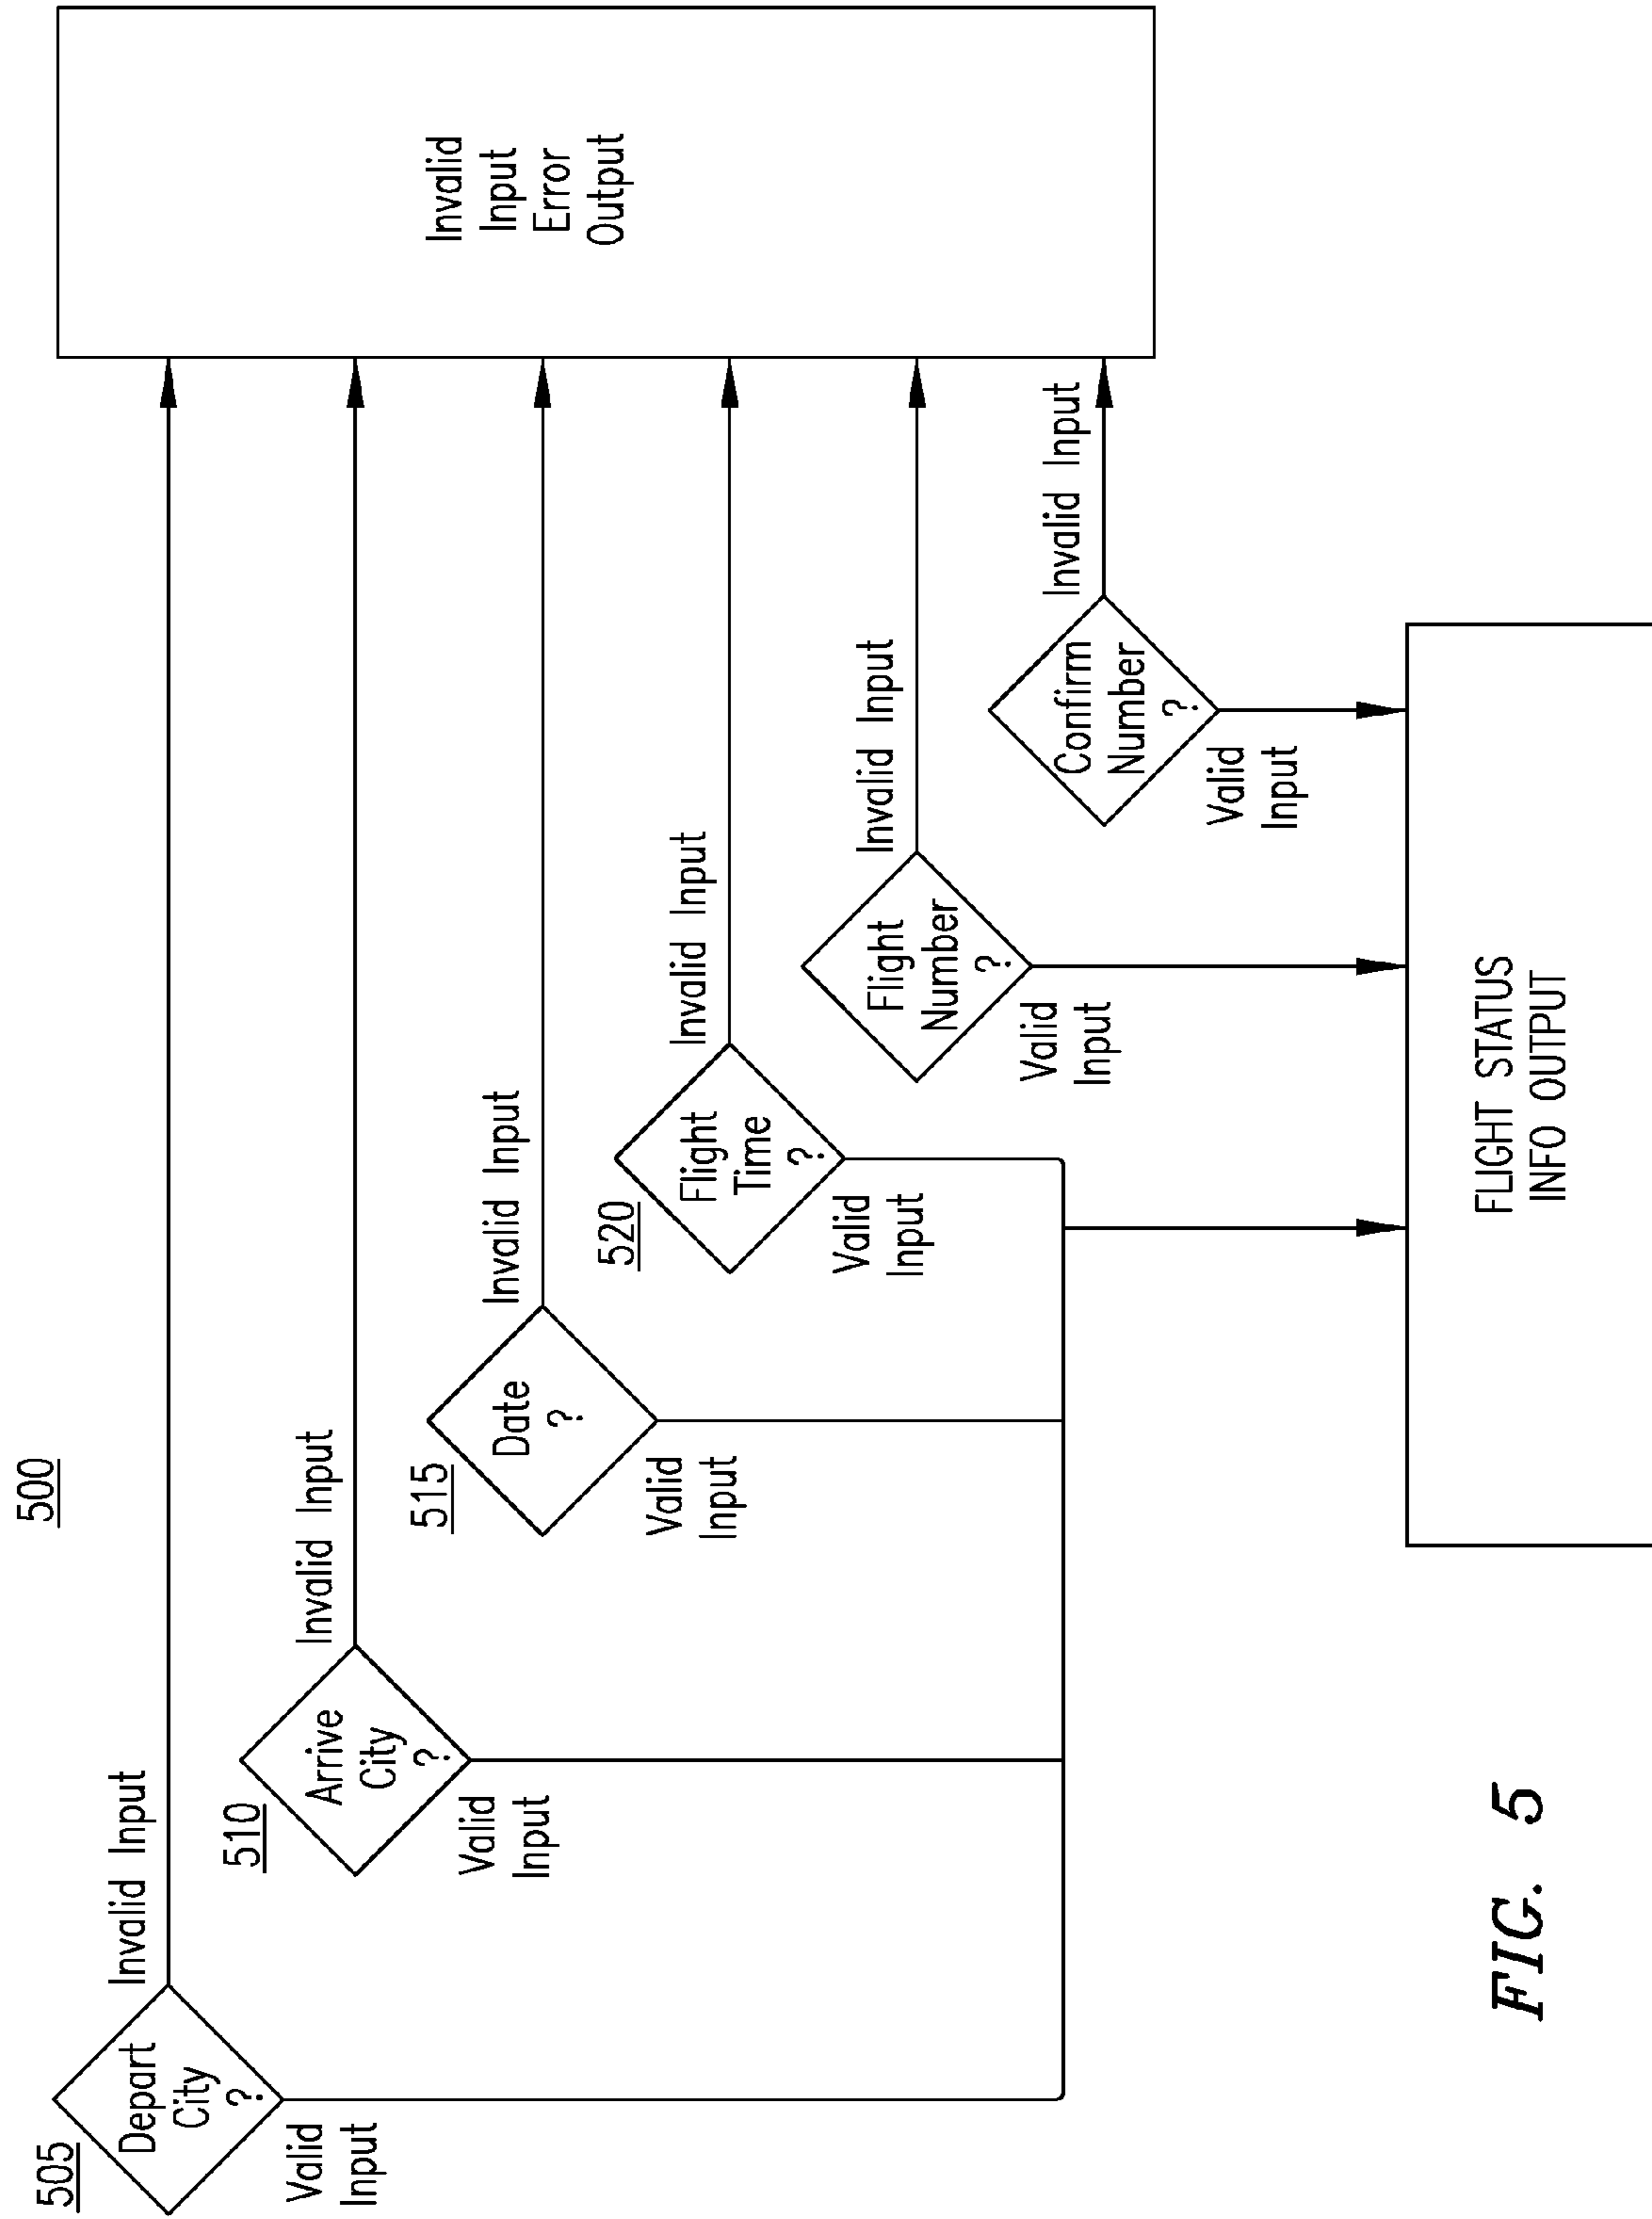 500
505
Depart
City
?
Invalid Input
Valid
Input
510
Arrive
City
?
Invalid Input
Valid
Input
515
Date
?
Invalid Input
Valid
Input
520
Flight
Time
?
Invalid Input
Valid
Input
Flight
Number
?
Invalid Input
Valid
Input
Confirm
Number
?
Invalid Input
Valid
Input
Invalid
Input
Error
Output
FLIGHT STATUS
INFO OUTPUT
FIG. 5